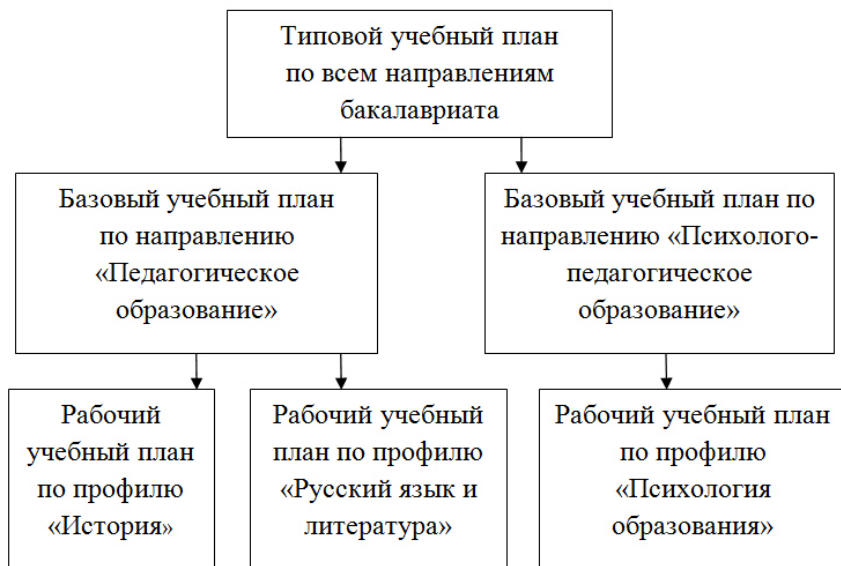 Типовой учебный план
по всем направлениям
бакалавриата
Базовый учебный план
по направлению
«Педагогическое
образование»
Базовый учебный план по
направлению «Психолого-
педагогическое
образование»
Рабочий
учебный план
по профилю
«История»
Рабочий учебный
план по профилю
«Русский язык и
литература»
Рабочий учебный план
по профилю
«Психология
образования»